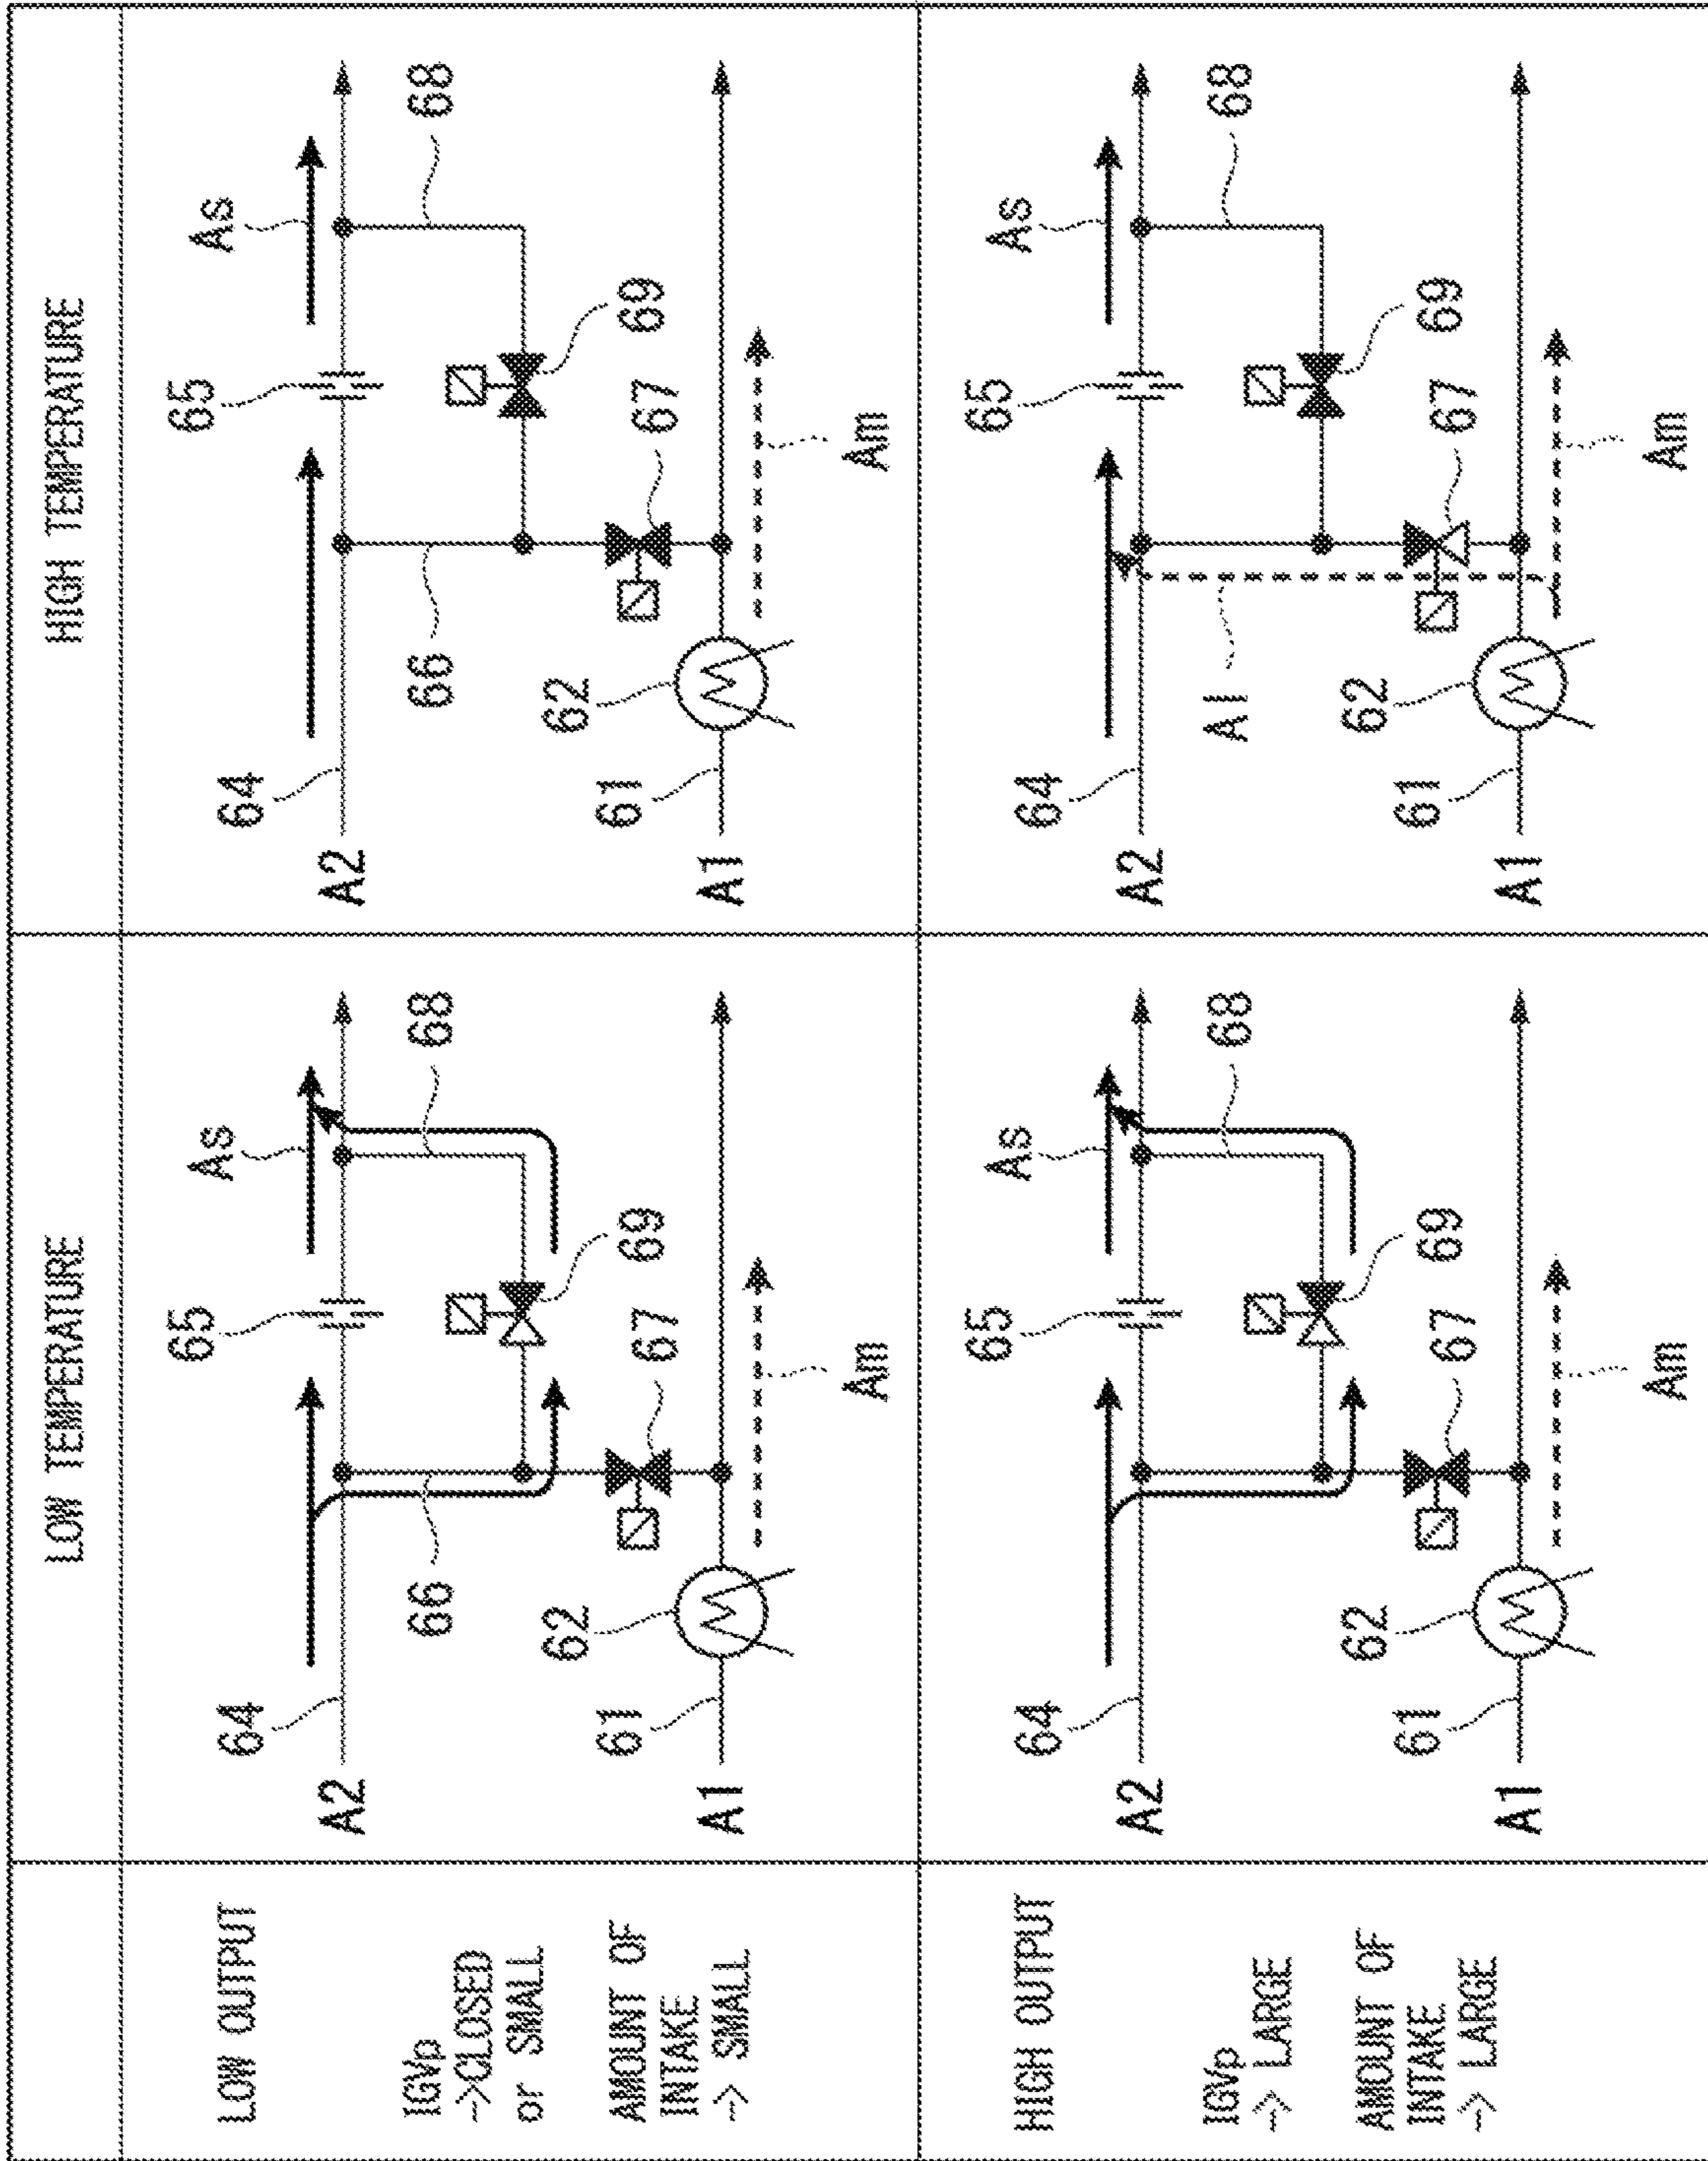 LOW TEMPERATURE
HIGH TEMPERATURE
LOW OUTPUT
IGVp
->CLOSED
or SMALL
AMOUNT OF
INTAKE
-> SMALL
A2
64
65
As
66
68
69
67
62
61
A1
Am
A2
64
65
As
66
68
69
67
62
61
A1
Am
HIGH OUTPUT
IGVp
-> LARGE
AMOUNT OF
INTAKE
-> LARGE
A2
64
65
As
68
69
67
62
61
A1
Am
A2
64
65
As
A1
68
69
67
62
61
A1
Am